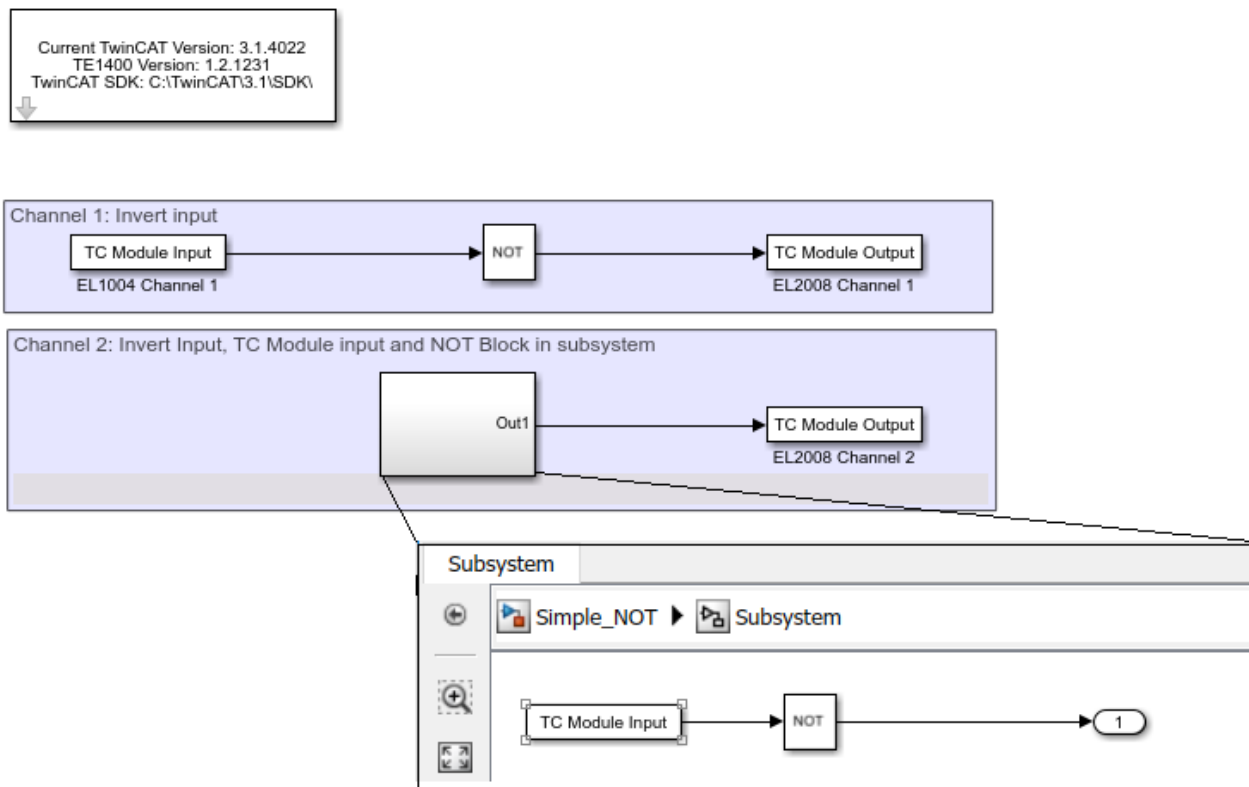 Current TwinCAT Version: 3.1.4022
TE1400 Version: 1.2.1231
TwinCAT SDK: C:\TwinCAT\3.1\SDK\
Channel 1: Invert input
TC Module Input
NOT
TC Module Output
EL1004 Channel 1
EL2008 Channel 1
Channel 2: Invert Input, TC Module input and NOT Block in subsystem
Out1
TC Module Output
EL2008 Channel 2
Subsystem
Simple_NOT
Subsystem
TC Module Input
NOT
1